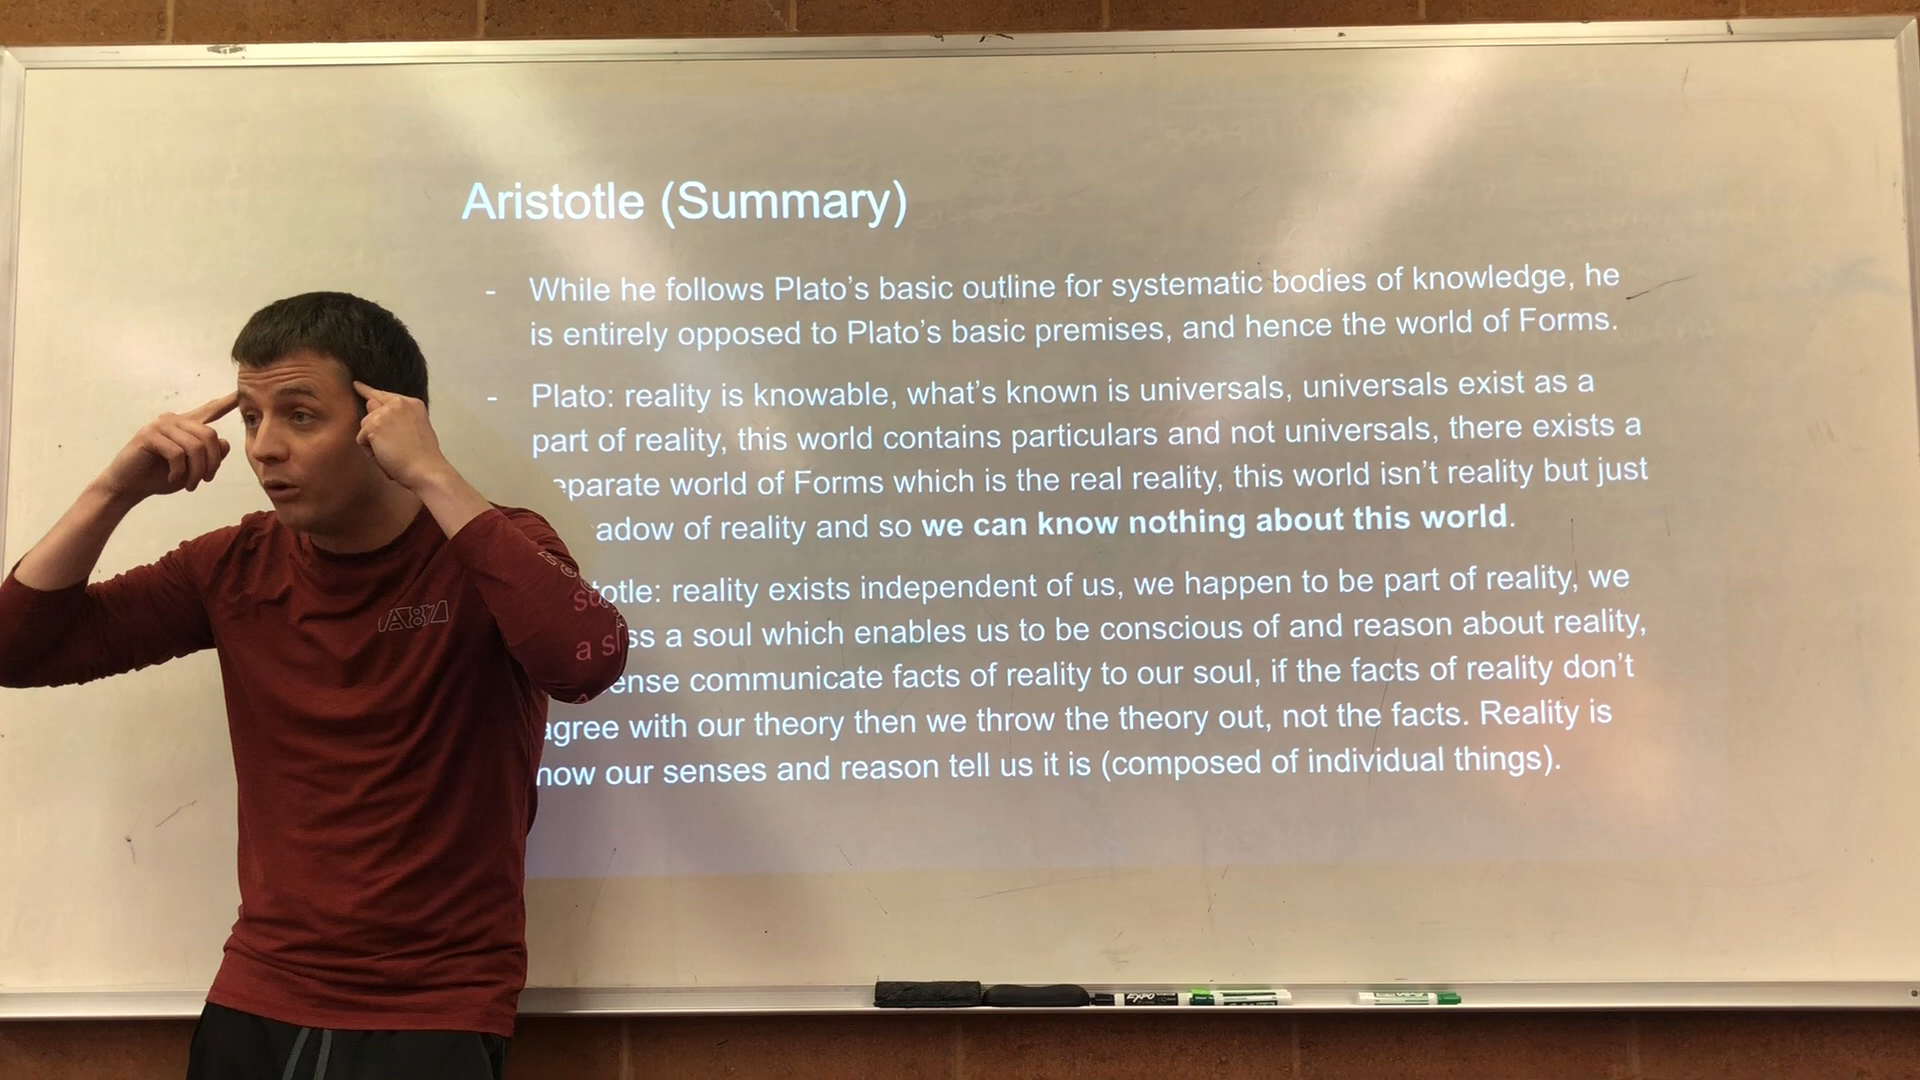 Aristotle (Summary)
- While he follows Plato's basic outline for systematic bodies of knowledge, he
is entirely opposed to Plato's basic premises, and hence the world of Forms.
- Plato: reality is knowable, what's known is universals, universals exist as a
part of reality, this world contains particulars and not universals, there exists a
eparate world of Forms which is the real reality, this world isn't reality but just
adow of reality and so we can know nothing about this world.
totle: reality exists independent of us, we happen to be part of reality, we
ss a soul which enables us to be conscious of and reason about reality,
ense communicate facts of reality to our soul, if the facts of reality don't
agree with our theory then we throw the theory out, not the facts. Reality is
how our senses and reason tell us it is (composed of individual things).
EXPO